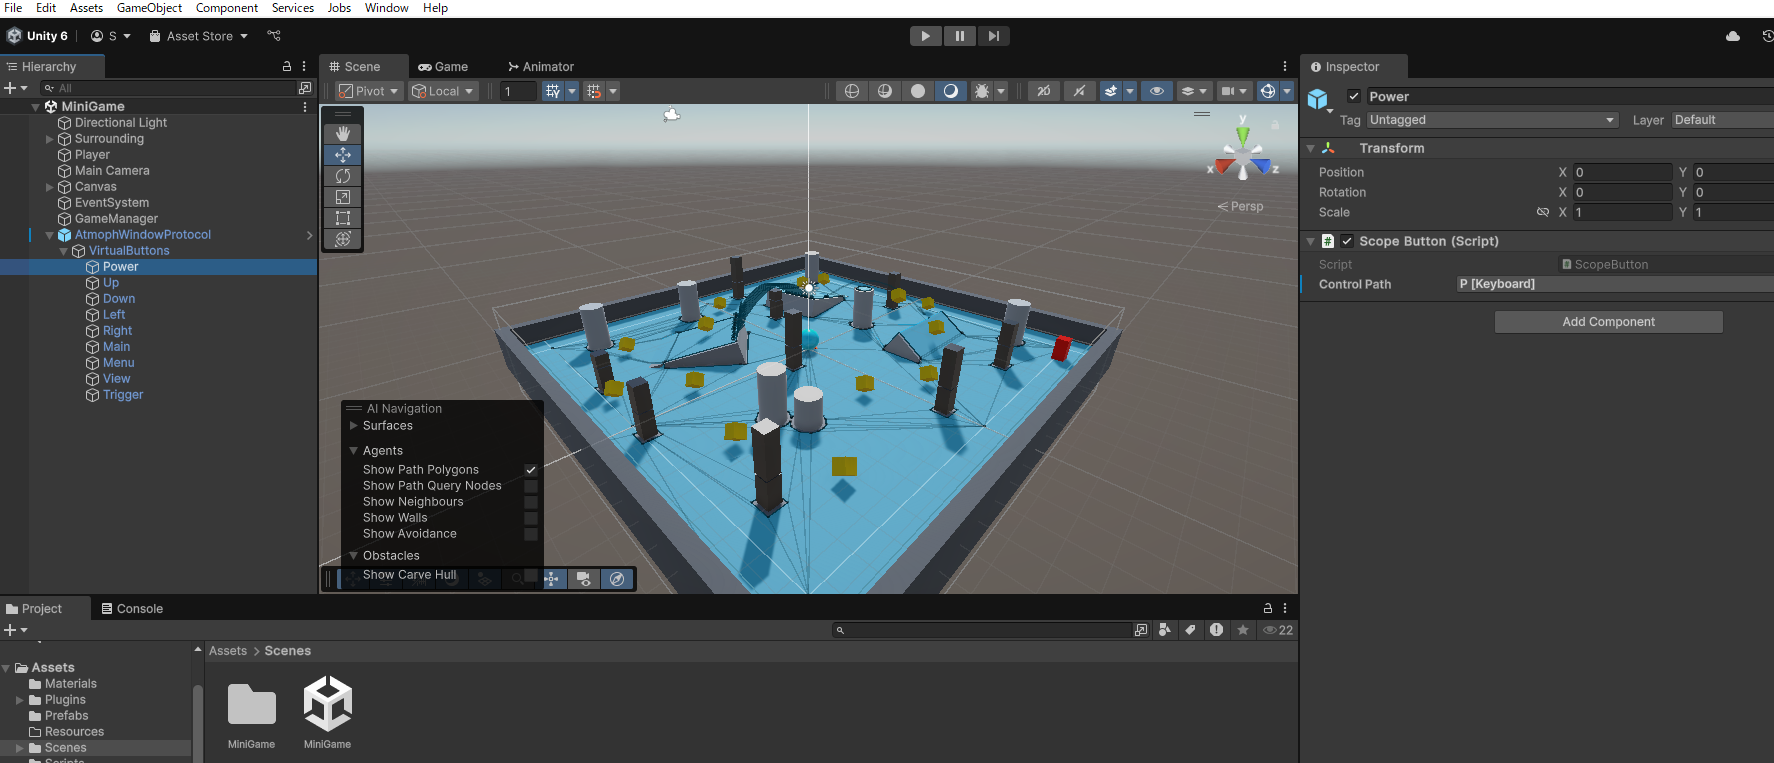 File Edit Assets GameObject Component Services Jobs Window Help
Unity 6 S Asset Store
Hierarchy
All
MiniGame
Directional Light
Surrounding
Player
Main Camera
Canvas
EventSystem
GameManager
AtmophWindowProtocol
VirtualButtons
Power
Up
Down
Left
Right
Main
Menu
View
Trigger
Scene Game Animator
Pivot Local 1 2D
y
x z
Persp
AI Navigation
Surfaces
Agents
Show Path Polygons
Show Path Query Nodes
Show Neighbours
Show Walls
Show Avoidance
Obstacles
Show Carve Hull
Inspector
Power
Tag Untagged Layer Default
Transform
Position X 0 Y 0
Rotation X 0 Y 0
Scale X 1 Y 1
Scope Button (Script)
Script ScopeButton
Control Path P [Keyboard]
Add Component
Project Console
22
Assets
Materials
Plugins
Prefabs
Resources
Scenes
Scripts
Assets > Scenes
MiniGame MiniGame